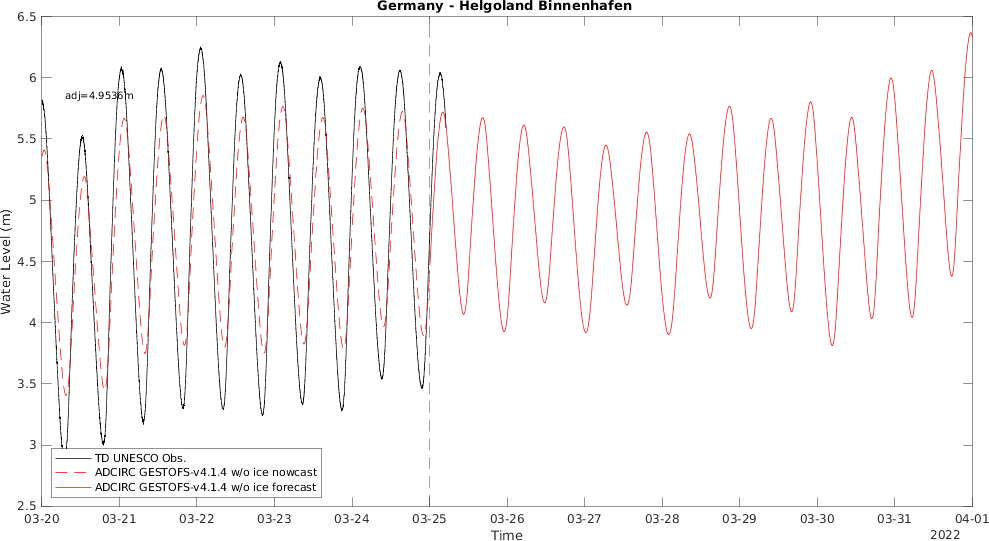 Germany - Helgoland Binnenhafen
6.5
6
5.5
5
4.5
4
3.5
3
2.5
Water Level (m)
adj=4.9536m
TD UNESCO Obs.
ADCIRC GESTOFS-v4.1.4 w/o ice nowcast
ADCIRC GESTOFS-v4.1.4 w/o ice forecast
03-20 03-21 03-22 03-23 03-24 03-25 03-26 03-27 03-28 03-29 03-30 03-31 04-01
Time
2022